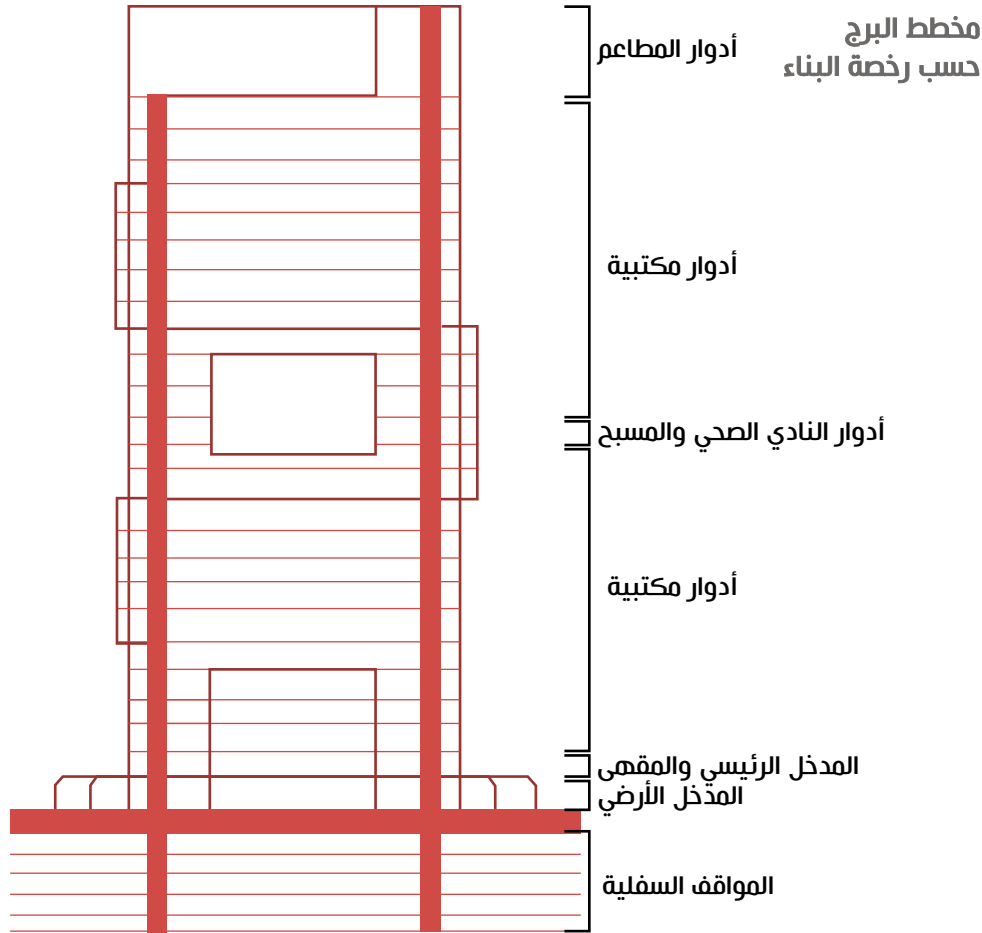 مخطط البرج
حسب رخصة البناء
أدوار المطاعم
أدوار مكتبية
أدوار النادي الصحي والمسبح
أدوار مكتبية
المدخل الرئيسي والمقهى
المدخل الأرضي
المواقف السفلية